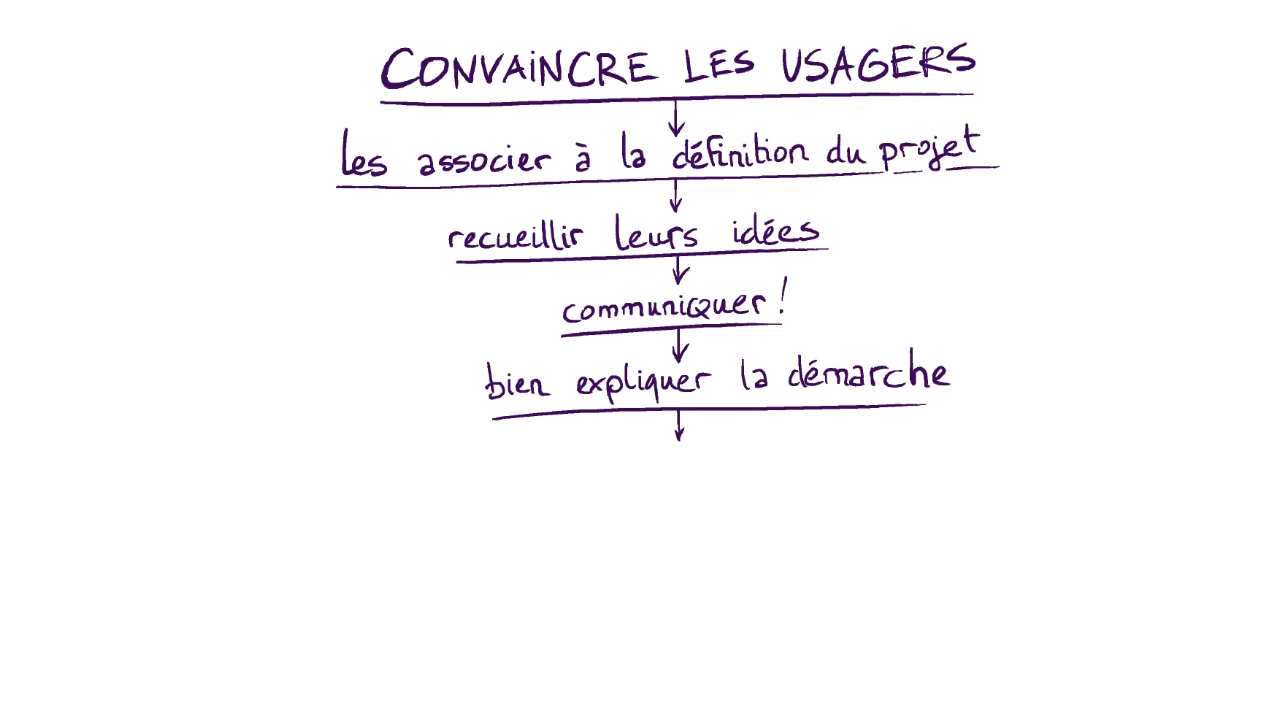 CONVAINCRE LES USAGERS
les associer à la définition du projet
recueillir leurs idées
communiquer !
bien expliquer la démarche